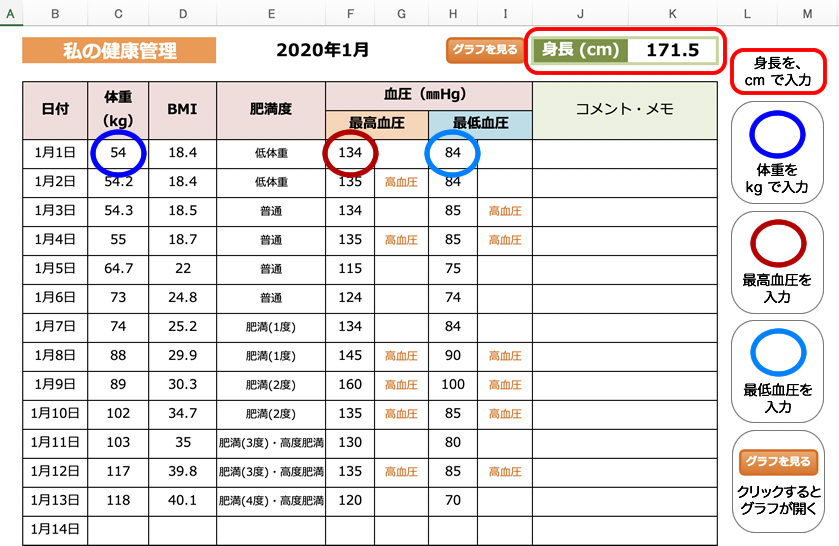 A B C D E F G H I J K L M
私の健康管理 2020年1月 グラフを見る 身長 (cm) 171.5
身長を、
cm で入力
日付 体重 (kg) BMI 肥満度 血圧（㎜Hg） コメント・メモ
最高血圧 最低血圧
1月1日 54 18.4 低体重 134 84
1月2日 54.2 18.4 低体重 135 高血圧 84
1月3日 54.3 18.5 普通 134 85 高血圧
1月4日 55 18.7 普通 135 高血圧 85 高血圧
1月5日 64.7 22 普通 115 75
1月6日 73 24.8 普通 124 74
1月7日 74 25.2 肥満(1度) 134 84
1月8日 88 29.9 肥満(1度) 145 高血圧 90 高血圧
1月9日 89 30.3 肥満(2度) 160 高血圧 100 高血圧
1月10日 102 34.7 肥満(2度) 135 高血圧 85 高血圧
1月11日 103 35 肥満(3度)・高度肥満 130 80
1月12日 117 39.8 肥満(3度)・高度肥満 135 高血圧 85 高血圧
1月13日 118 40.1 肥満(4度)・高度肥満 120 70
1月14日
体重を
kg で入力
最高血圧を
入力
最低血圧を
入力
グラフを見る
クリックすると
グラフが開く